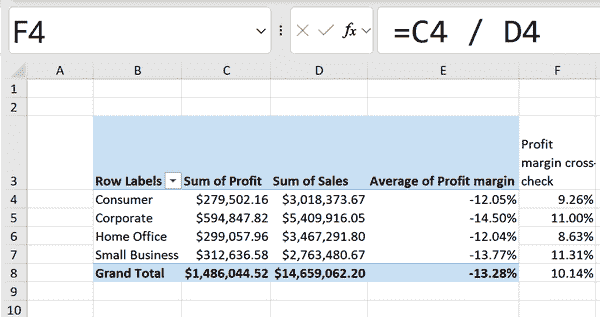 F4
fx
=C4 / D4
A B C D E F
1
2
Profit
margin cross-
3 Row Labels Sum of Profit Sum of Sales Average of Profit margin check
4 Consumer $279,502.16 $3,018,373.67 -12.05% 9.26%
5 Corporate $594,847.82 $5,409,916.05 -14.50% 11.00%
6 Home Office $299,057.96 $3,467,291.80 -12.04% 8.63%
7 Small Business $312,636.58 $2,763,480.67 -13.77% 11.31%
8 Grand Total $1,486,044.52 $14,659,062.20 -13.28% 10.14%
9
10